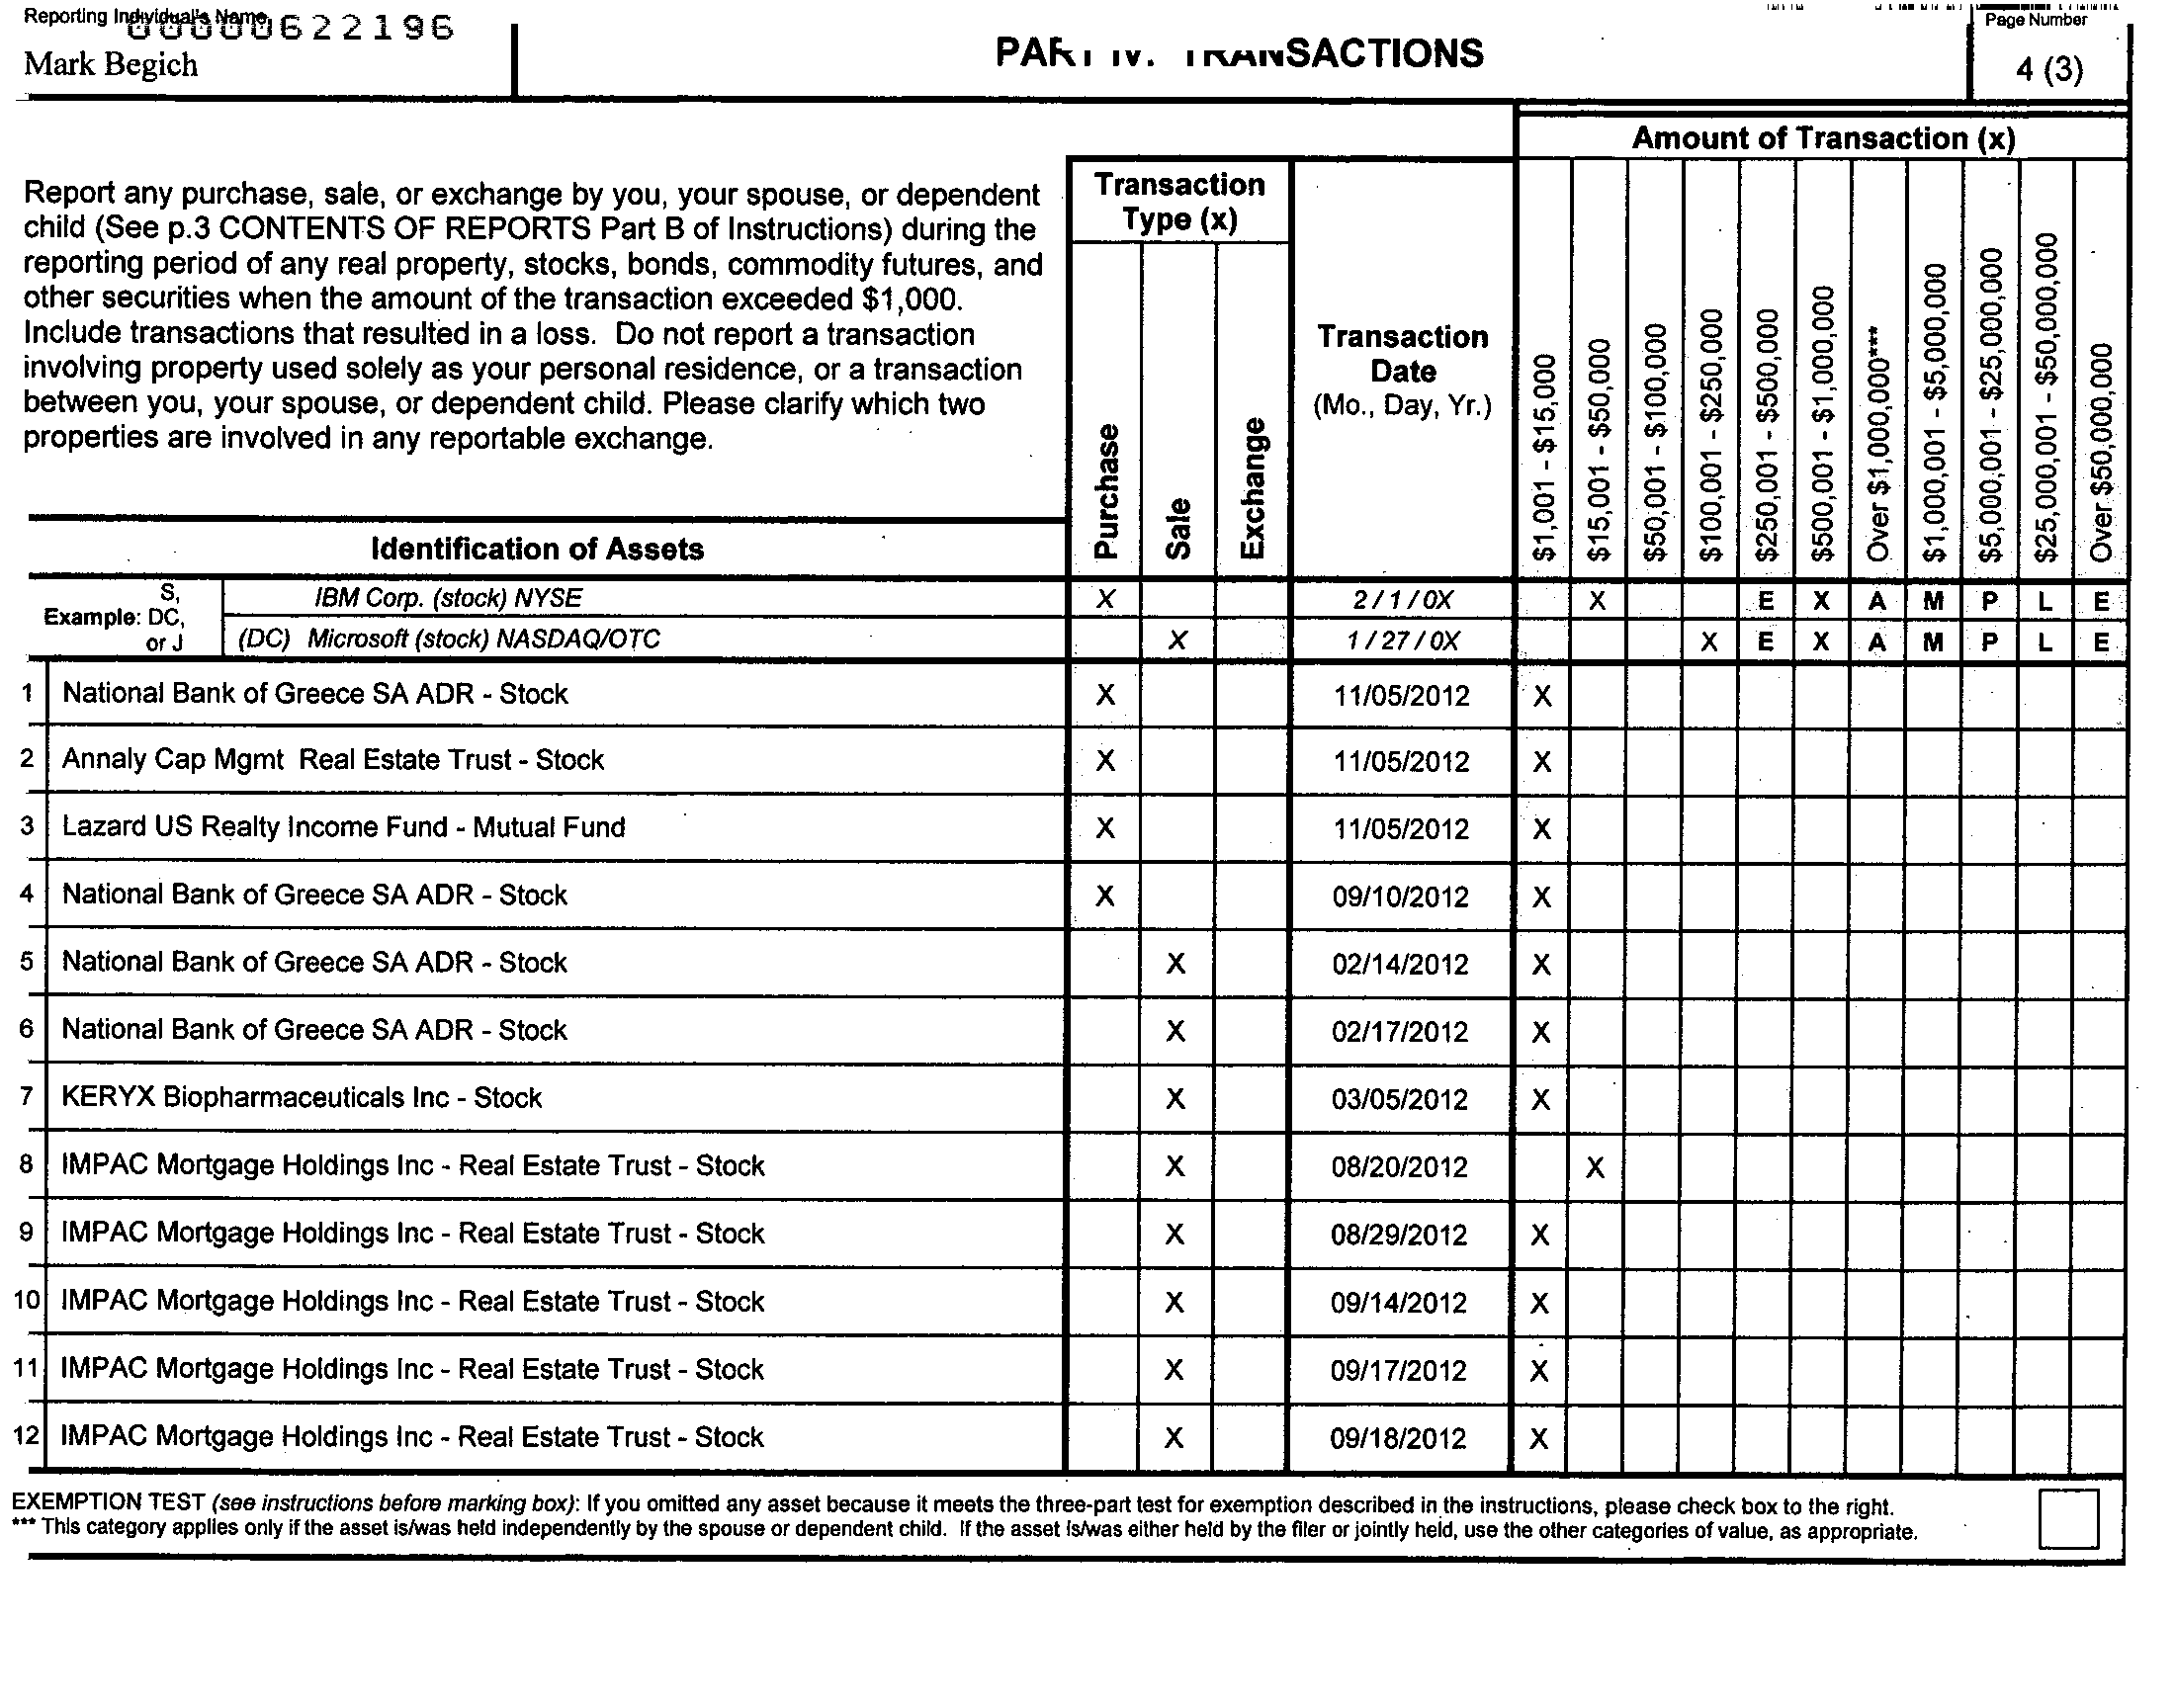 Reporting Individual's Name
00000622196
Mark Begich
PART IV. TRANSACTIONS
Page Number
4 (3)
Amount of Transaction (x)
Report any purchase, sale, or exchange by you, your spouse, or dependent
child (See p.3 CONTENTS OF REPORTS Part B of Instructions) during the
reporting period of any real property, stocks, bonds, commodity futures, and
other securities when the amount of the transaction exceeded $1,000.
Include transactions that resulted in a loss. Do not report a transaction
involving property used solely as your personal residence, or a transaction
between you, your spouse, or dependent child. Please clarify which two
properties are involved in any reportable exchange.
Transaction
Type (x)
Purchase
Sale
Exchange
Transaction
Date
(Mo., Day, Yr.)
$1,001 - $15,000
$15,001 - $50,000
$50,001 - $100,000
$100,001 - $250,000
$250,001 - $500,000
$500,001 - $1,000,000
Over $1,000,000***
$1,000,001 - $5,000,000
$5,000,001 - $25,000,000
$25,000,001 - $50,000,000
Over $50,000,000
Identification of Assets
Example: S, DC, or J
IBM Corp. (stock) NYSE X 2 / 1 / 0X X E X A M P L E
(DC) Microsoft (stock) NASDAQ/OTC X 1 / 27 / 0X X E X A M P L E
1 National Bank of Greece SA ADR - Stock X 11/05/2012 X
2 Annaly Cap Mgmt Real Estate Trust - Stock X 11/05/2012 X
3 Lazard US Realty Income Fund - Mutual Fund X 11/05/2012 X
4 National Bank of Greece SA ADR - Stock X 09/10/2012 X
5 National Bank of Greece SA ADR - Stock X 02/14/2012 X
6 National Bank of Greece SA ADR - Stock X 02/17/2012 X
7 KERYX Biopharmaceuticals Inc - Stock X 03/05/2012 X
8 IMPAC Mortgage Holdings Inc - Real Estate Trust - Stock X 08/20/2012 X
9 IMPAC Mortgage Holdings Inc - Real Estate Trust - Stock X 08/29/2012 X
10 IMPAC Mortgage Holdings Inc - Real Estate Trust - Stock X 09/14/2012 X
11 IMPAC Mortgage Holdings Inc - Real Estate Trust - Stock X 09/17/2012 X
12 IMPAC Mortgage Holdings Inc - Real Estate Trust - Stock X 09/18/2012 X
EXEMPTION TEST (see instructions before marking box): If you omitted any asset because it meets the three-part test for exemption described in the instructions, please check box to the right.
*** This category applies only if the asset is/was held independently by the spouse or dependent child. If the asset is/was either held by the filer or jointly held, use the other categories of value, as appropriate.